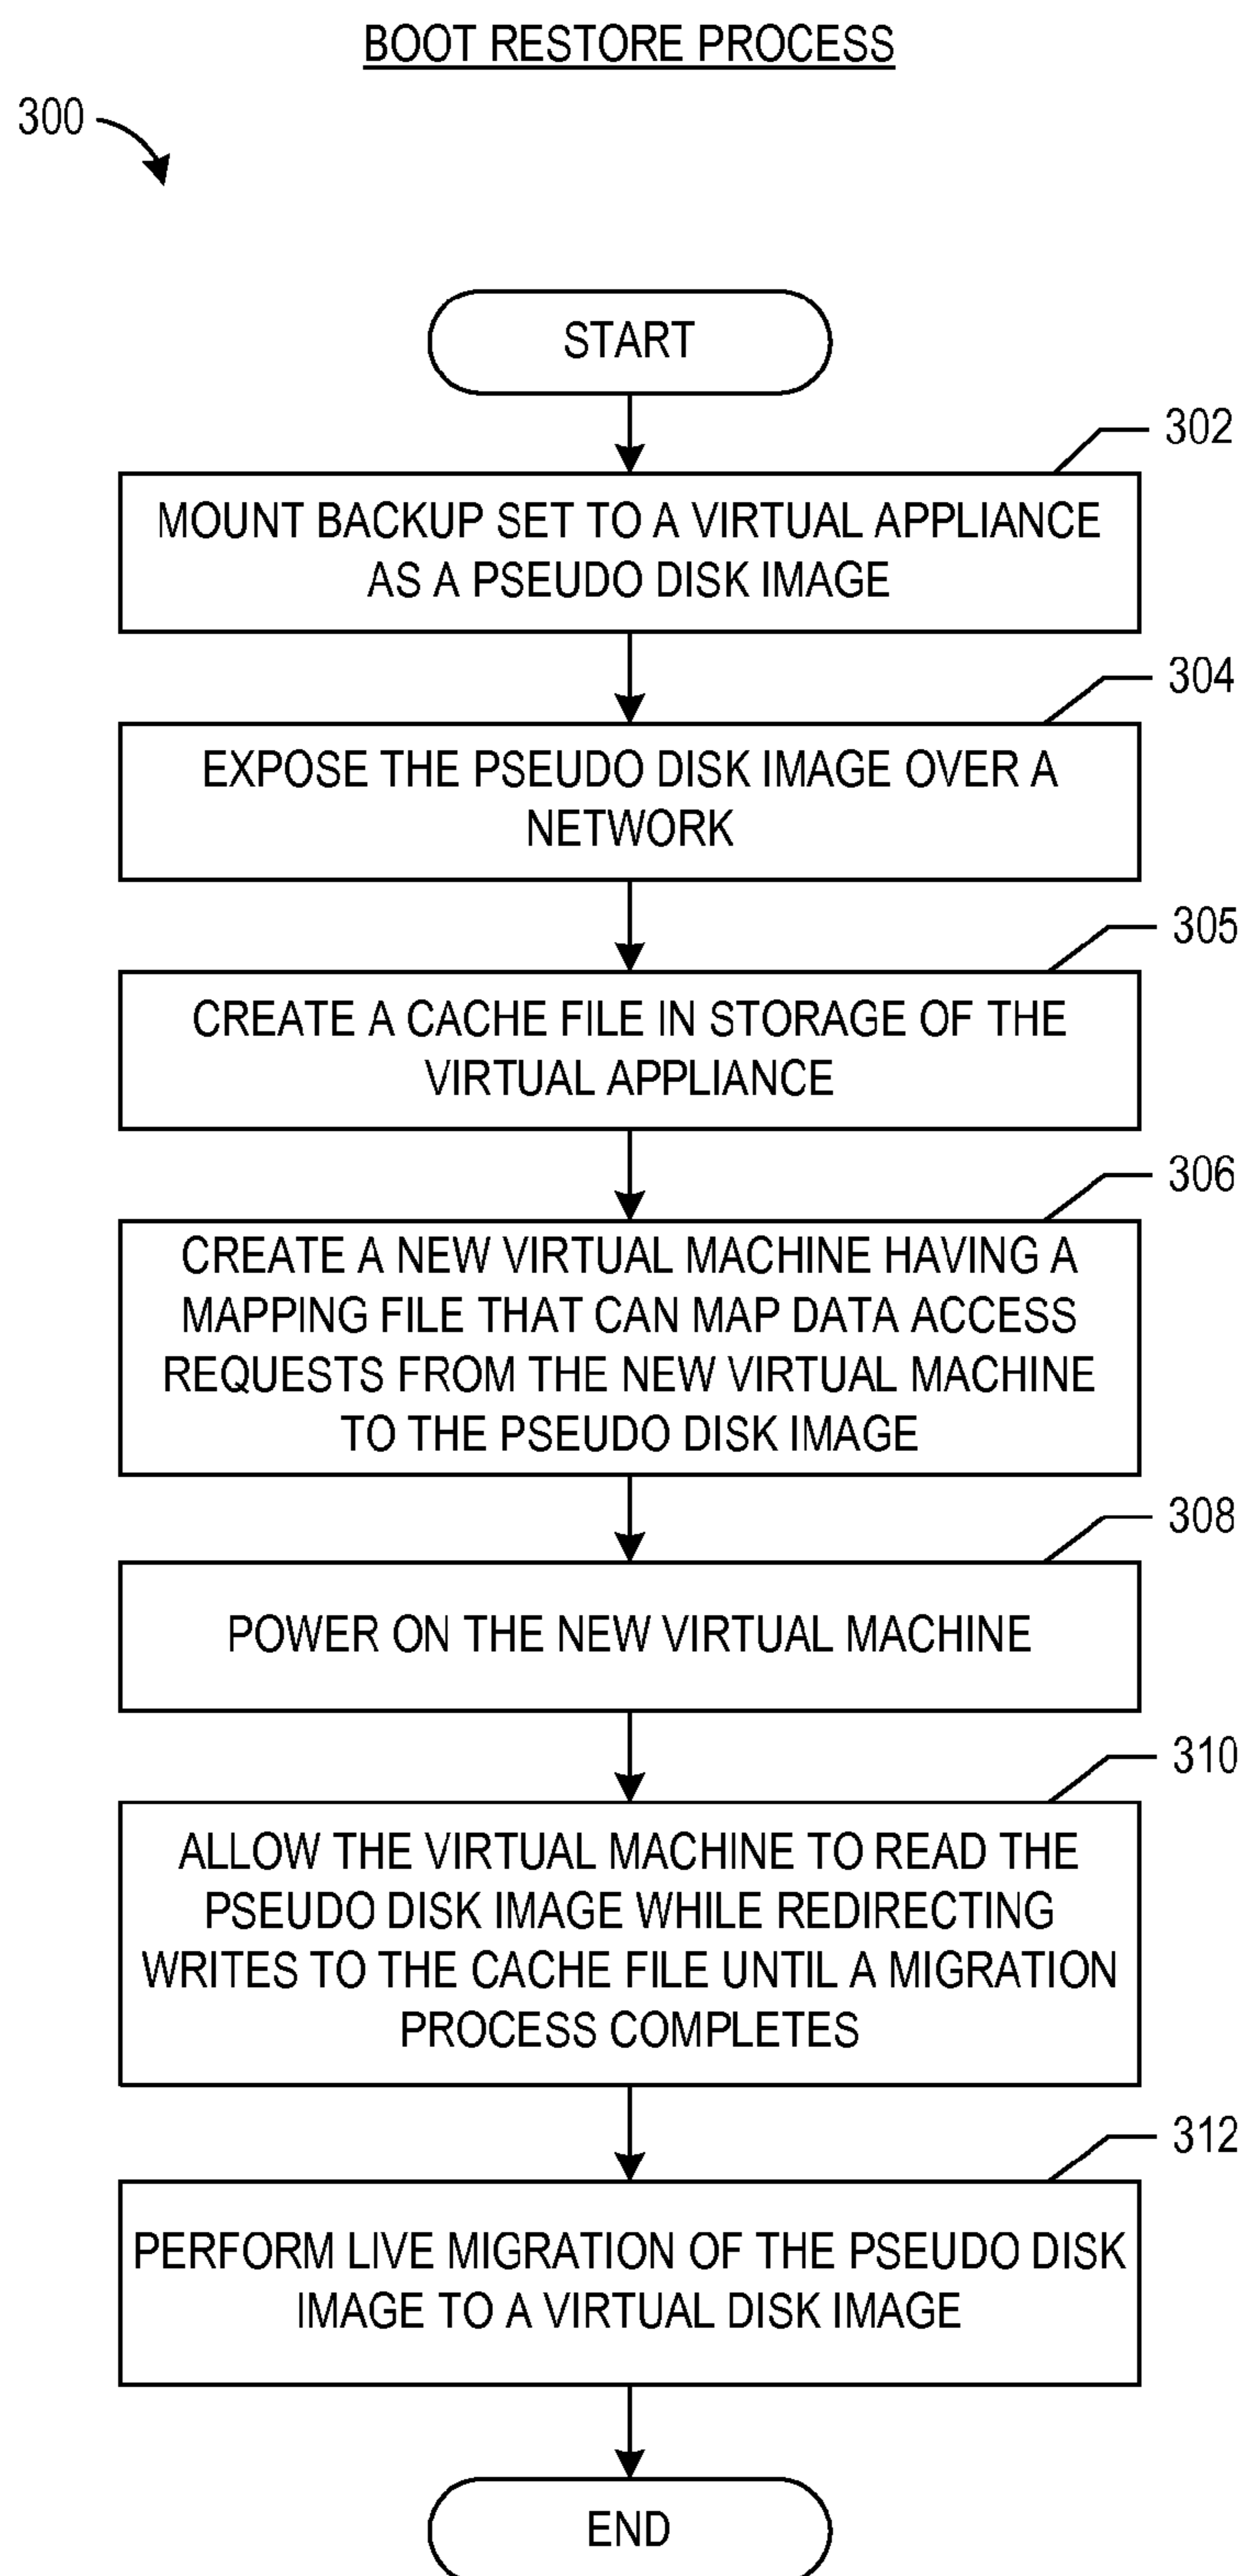 BOOT RESTORE PROCESS
300
START
302
MOUNT BACKUP SET TO A VIRTUAL APPLIANCE
AS A PSEUDO DISK IMAGE
304
EXPOSE THE PSEUDO DISK IMAGE OVER A
NETWORK
305
CREATE A CACHE FILE IN STORAGE OF THE
VIRTUAL APPLIANCE
306
CREATE A NEW VIRTUAL MACHINE HAVING A
MAPPING FILE THAT CAN MAP DATA ACCESS
REQUESTS FROM THE NEW VIRTUAL MACHINE
TO THE PSEUDO DISK IMAGE
308
POWER ON THE NEW VIRTUAL MACHINE
310
ALLOW THE VIRTUAL MACHINE TO READ THE
PSEUDO DISK IMAGE WHILE REDIRECTING
WRITES TO THE CACHE FILE UNTIL A MIGRATION
PROCESS COMPLETES
312
PERFORM LIVE MIGRATION OF THE PSEUDO DISK
IMAGE TO A VIRTUAL DISK IMAGE
END